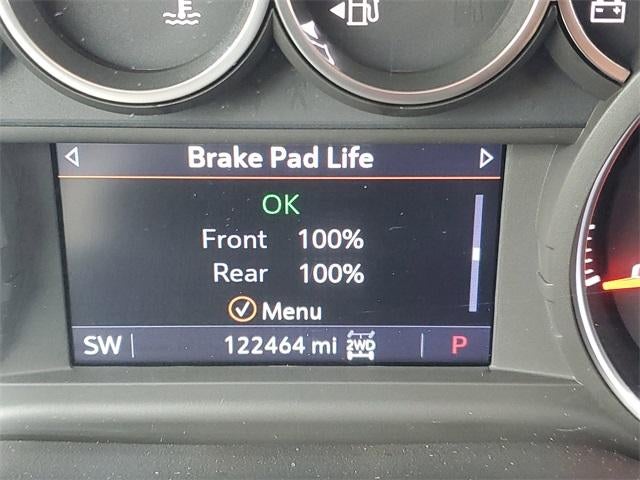 Brake Pad Life
OK
Front 100%
Rear 100%
Menu
SW 122464 mi 2WD P